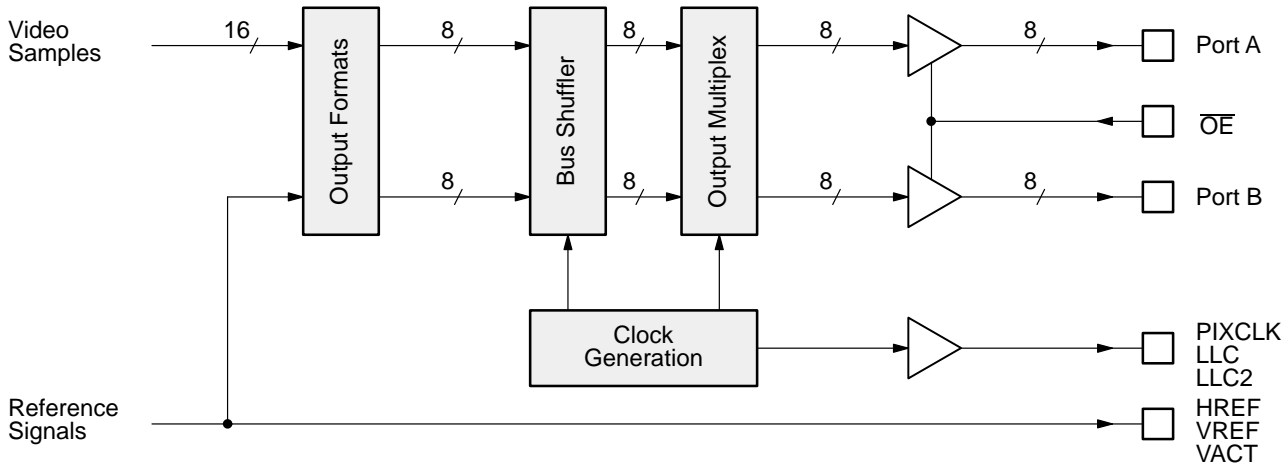 Video
Samples
16
Output Formats
8
8
Bus Shuffler
8
8
Output Multiplex
8
8
8
8
Port A
OE
Port B
Clock
Generation
PIXCLK
LLC
LLC2
Reference
Signals
HREF
VREF
VACT